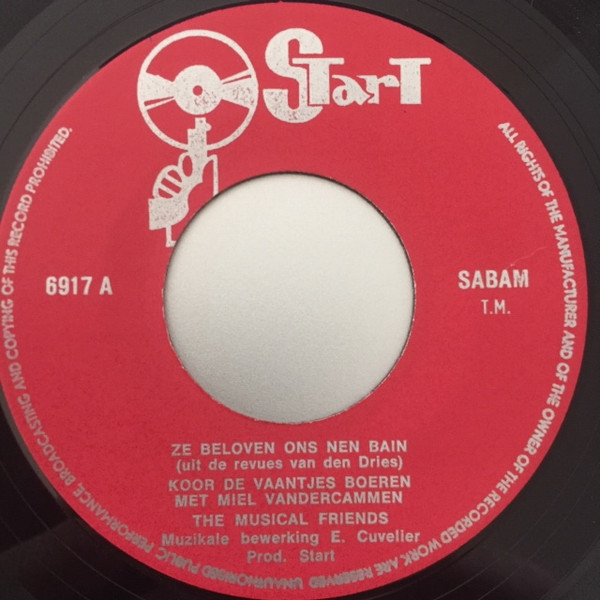 Start
6917 A
SABAM
T.M.
ZE BELOVEN ONS NEN BAIN
(uit de revues van den Dries)
KOOR DE VAANTJES BOEREN
MET MIEL VANDERCAMMEN
THE MUSICAL FRIENDS
Muzikale bewerking E. Cuvelier
Prod. Start
ALL RIGHTS OF THE MANUFACTURER AND OF THE OWNER OF THE RECORDED WORK ARE RESERVED UNAUTHORISED PUBLIC PERFORMANCE, BROADCASTING AND COPYING OF THIS RECORD PROHIBITED.